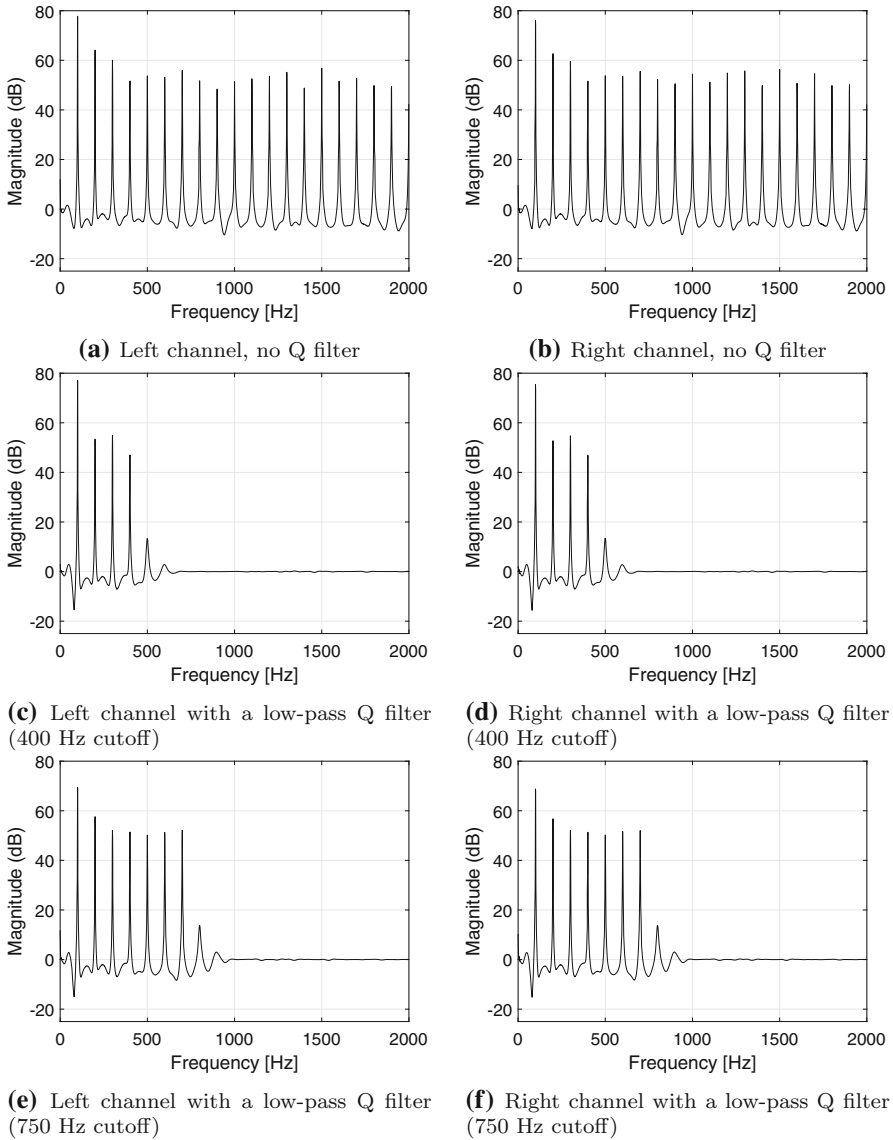 80
60
40
20
0
-20
Magnitude (dB)
0 500 1000 1500 2000
Frequency [Hz]
(a) Left channel, no Q filter
80
60
40
20
0
-20
Magnitude (dB)
0 500 1000 1500 2000
Frequency [Hz]
(b) Right channel, no Q filter
80
60
40
20
0
-20
Magnitude (dB)
0 500 1000 1500 2000
Frequency [Hz]
(c) Left channel with a low-pass Q filter
(400 Hz cutoff)
80
60
40
20
0
-20
Magnitude (dB)
0 500 1000 1500 2000
Frequency [Hz]
(d) Right channel with a low-pass Q filter
(400 Hz cutoff)
80
60
40
20
0
-20
Magnitude (dB)
0 500 1000 1500 2000
Frequency [Hz]
(e) Left channel with a low-pass Q filter
(750 Hz cutoff)
80
60
40
20
0
-20
Magnitude (dB)
0 500 1000 1500 2000
Frequency [Hz]
(f) Right channel with a low-pass Q filter
(750 Hz cutoff)